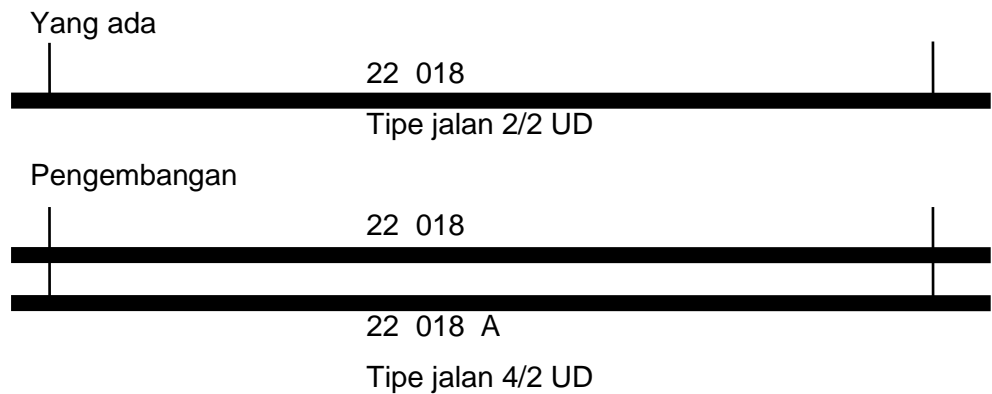 Yang ada
22 018
Tipe jalan 2/2 UD
Pengembangan
22 018
22 018 A
Tipe jalan 4/2 UD